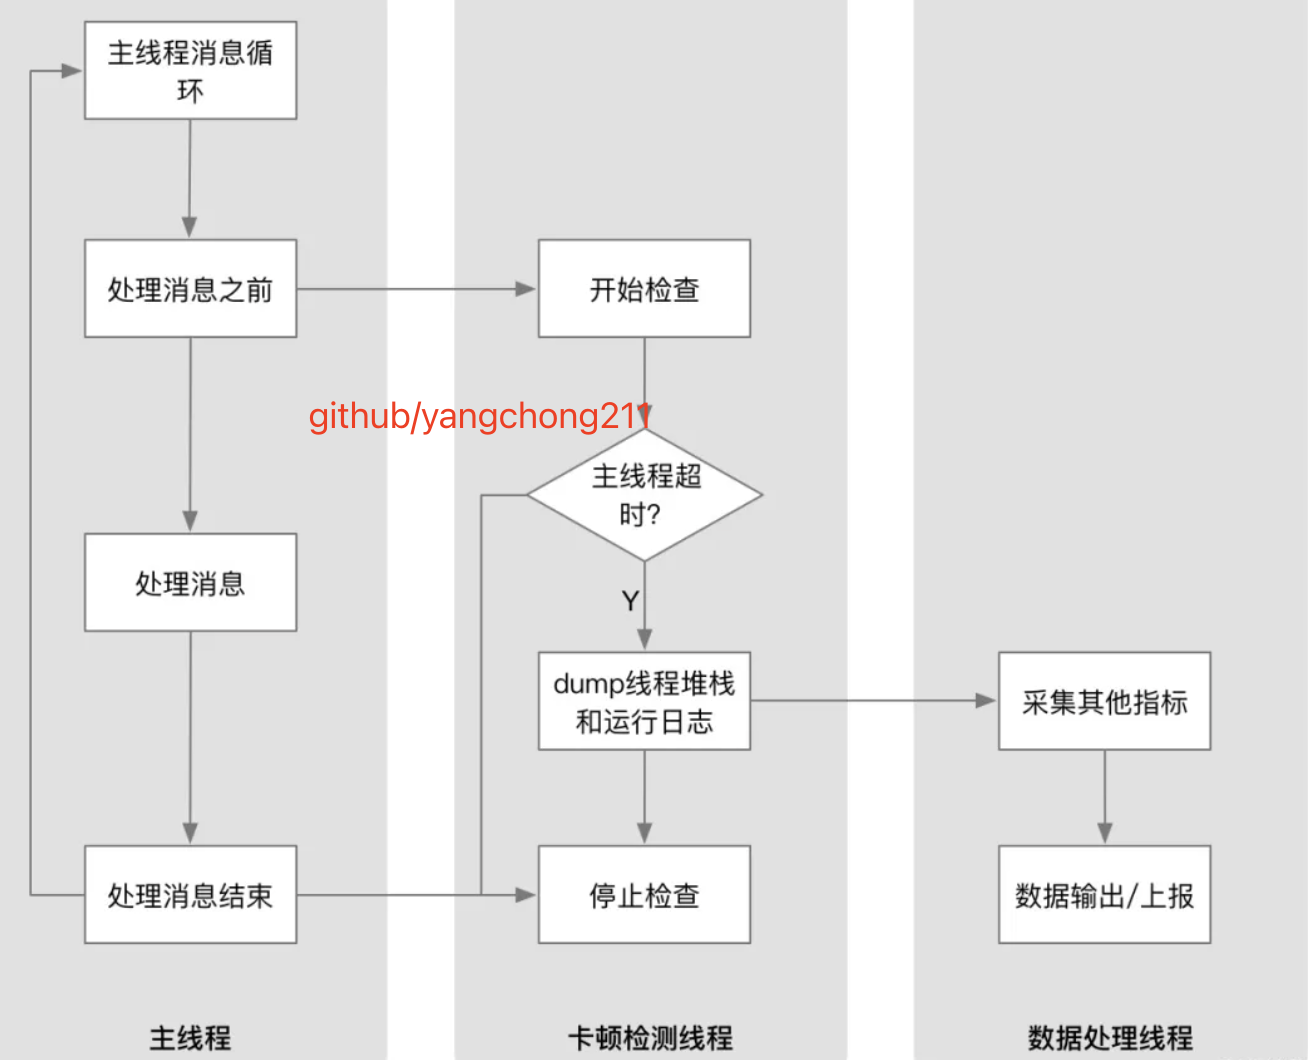 主线程消息循
环
处理消息之前
开始检查
github/yangchong211
主线程超
时?
处理消息
Y
dump线程堆栈
和运行日志
采集其他指标
处理消息结束
停止检查
数据输出/上报
主线程
卡顿检测线程
数据处理线程